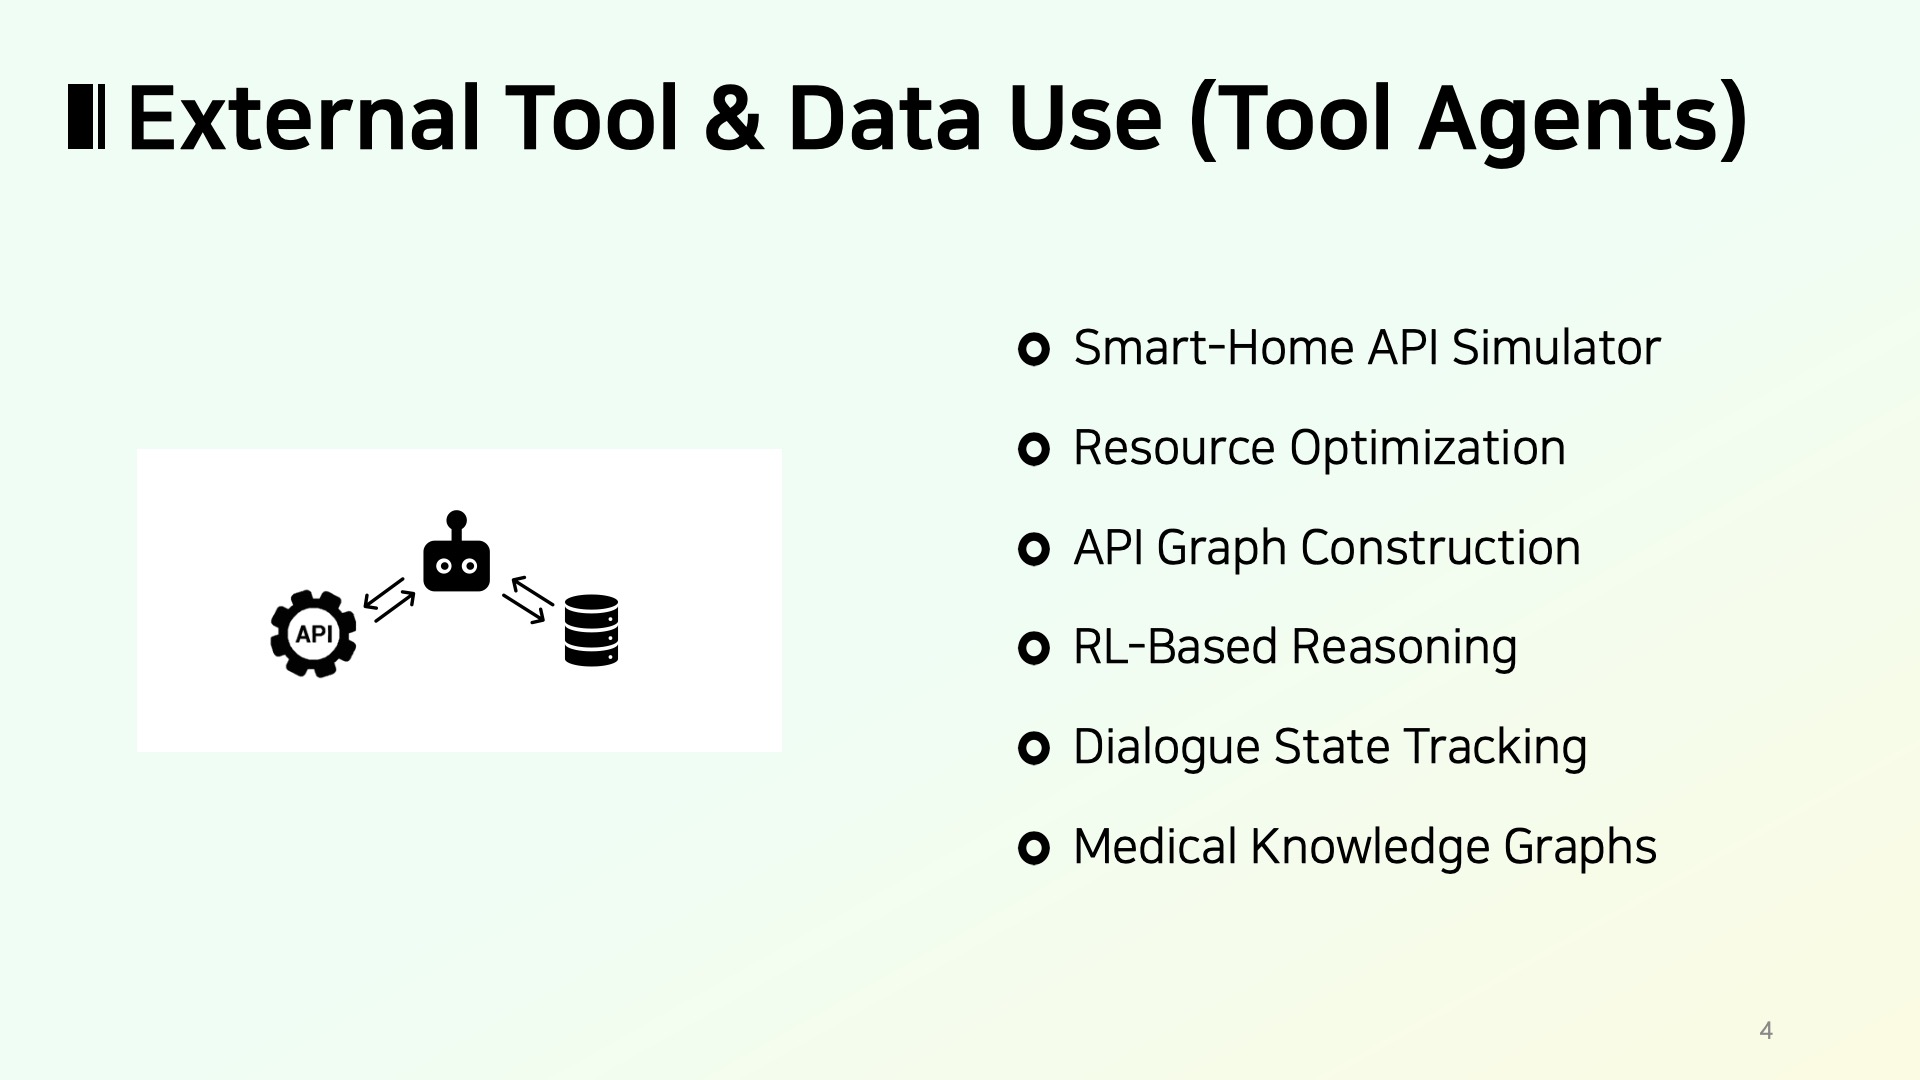 External Tool & Data Use (Tool Agents)
API
Smart-Home API Simulator
Resource Optimization
API Graph Construction
RL-Based Reasoning
Dialogue State Tracking
Medical Knowledge Graphs
4